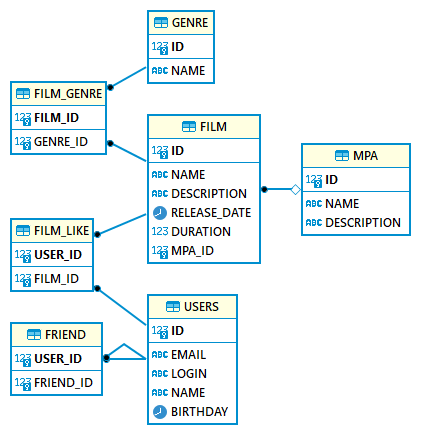 GENRE
123 ID
ABC NAME
FILM_GENRE
123 FILM_ID
123 GENRE_ID
FILM
123 ID
ABC NAME
ABC DESCRIPTION
RELEASE_DATE
123 DURATION
123 MPA_ID
MPA
123 ID
ABC NAME
ABC DESCRIPTION
FILM_LIKE
123 USER_ID
123 FILM_ID
USERS
123 ID
ABC EMAIL
ABC LOGIN
ABC NAME
BIRTHDAY
FRIEND
123 USER_ID
123 FRIEND_ID